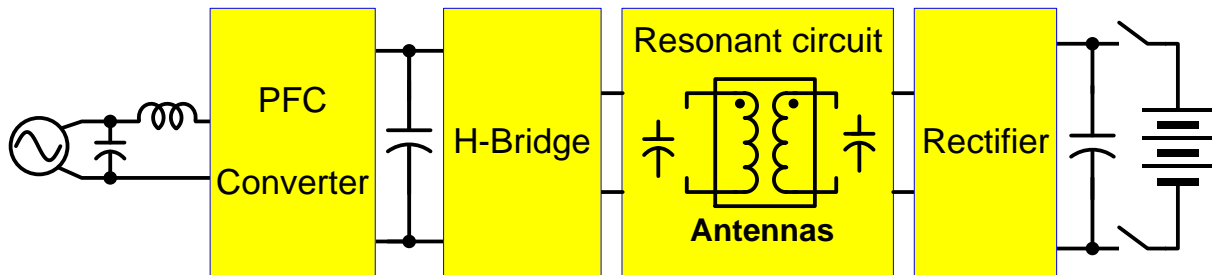 PFC
Converter
H-Bridge
Resonant circuit
Antennas
Rectifier